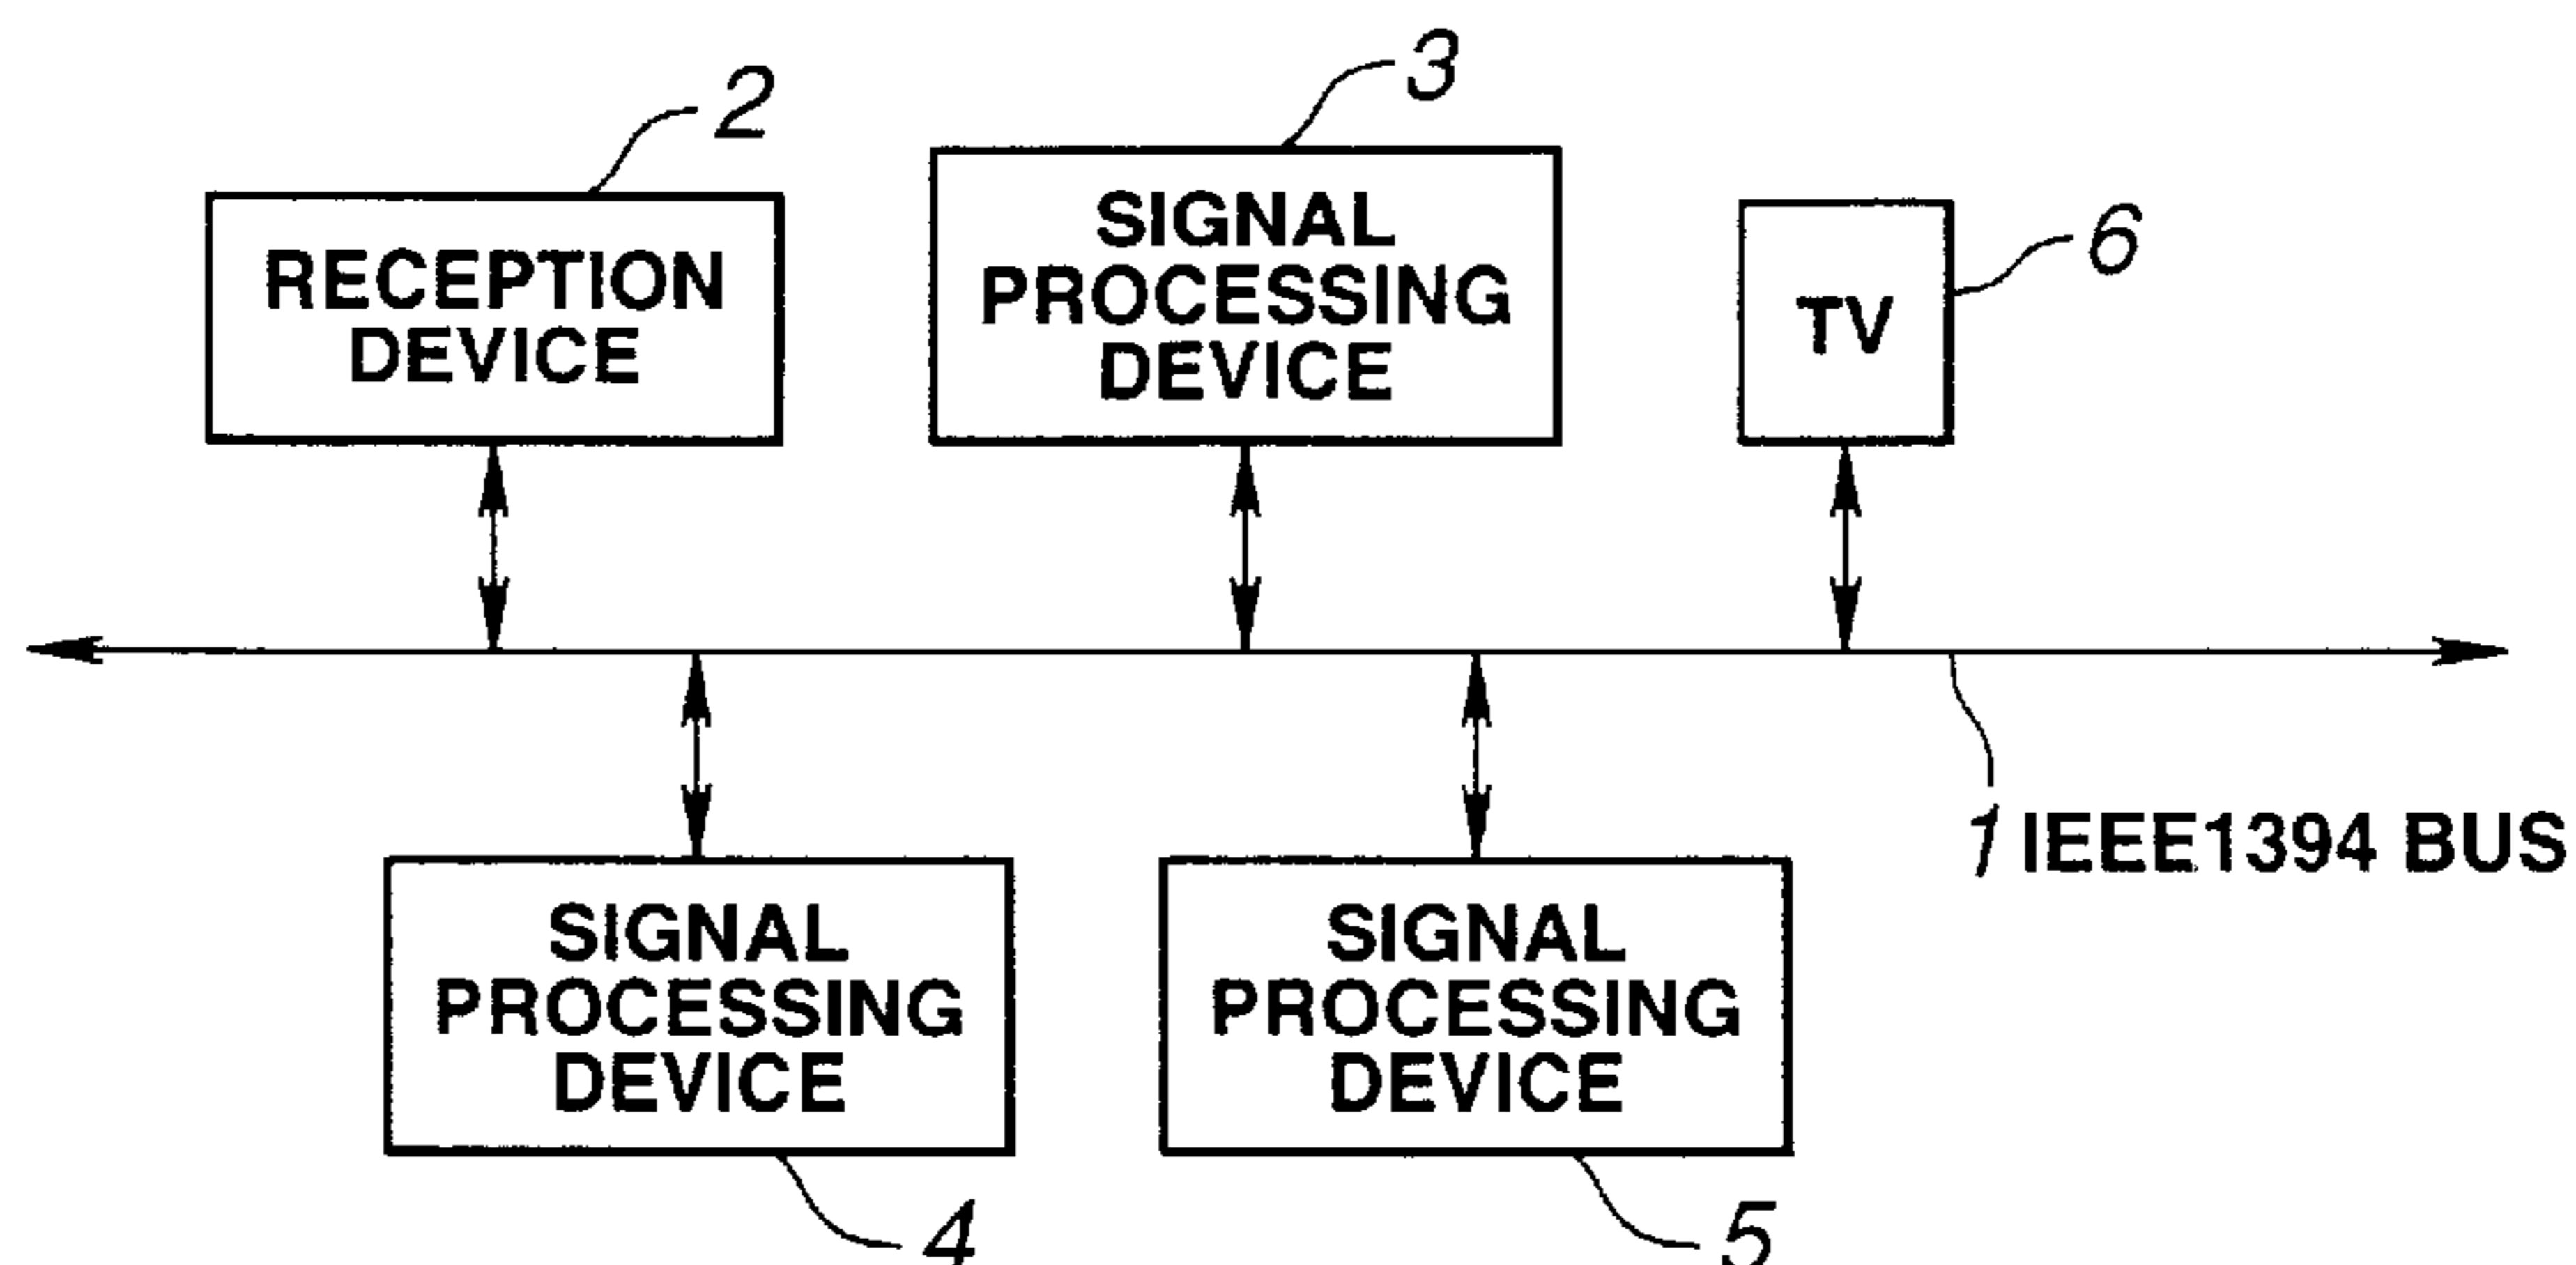 2
RECEPTION
DEVICE
3
SIGNAL
PROCESSING
DEVICE
6
TV
1 IEEE1394 BUS
SIGNAL
PROCESSING
DEVICE
4
SIGNAL
PROCESSING
DEVICE
5